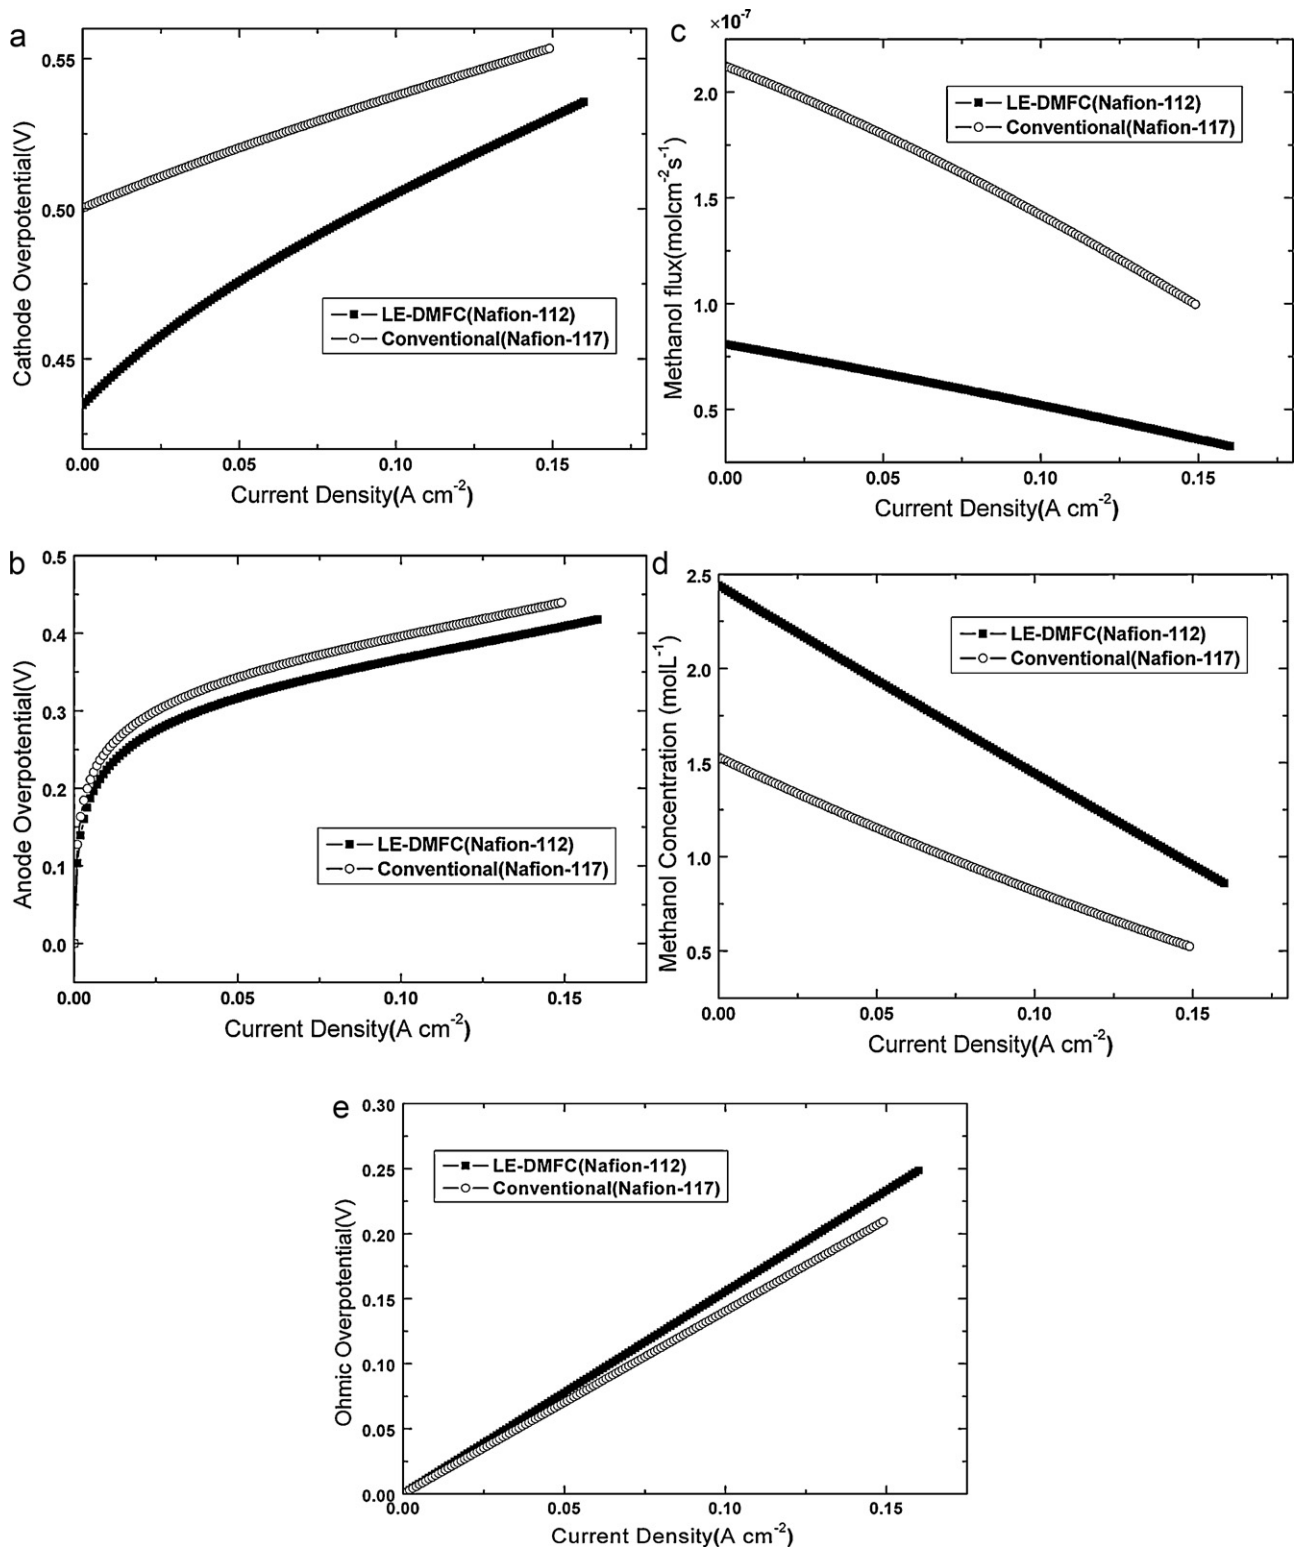 a
0.55
0.50
0.45
Cathode Overpotential(V)
LE-DMFC(Nafion-112)
Conventional(Nafion-117)
0.00 0.05 0.10 0.15
Current Density(A cm⁻²)
c
×10⁻⁷
2.0
1.5
1.0
0.5
Methanol flux(molcm⁻²s⁻¹)
LE-DMFC(Nafion-112)
Conventional(Nafion-117)
0.00 0.05 0.10 0.15
Current Density(A cm⁻²)
b
0.5
0.4
0.3
0.2
0.1
0.0
Anode Overpotential(V)
LE-DMFC(Nafion-112)
Conventional(Nafion-117)
0.00 0.05 0.10 0.15
Current Density(A cm⁻²)
d
2.5
2.0
1.5
1.0
0.5
Methanol Concentration (molL⁻¹)
LE-DMFC(Nafion-112)
Conventional(Nafion-117)
0.00 0.05 0.10 0.15
Current Density(A cm⁻²)
e
0.30
0.25
0.20
0.15
0.10
0.05
0.00
Ohmic Overpotential(V)
LE-DMFC(Nafion-112)
Conventional(Nafion-117)
0.00 0.05 0.10 0.15
Current Density(A cm⁻²)